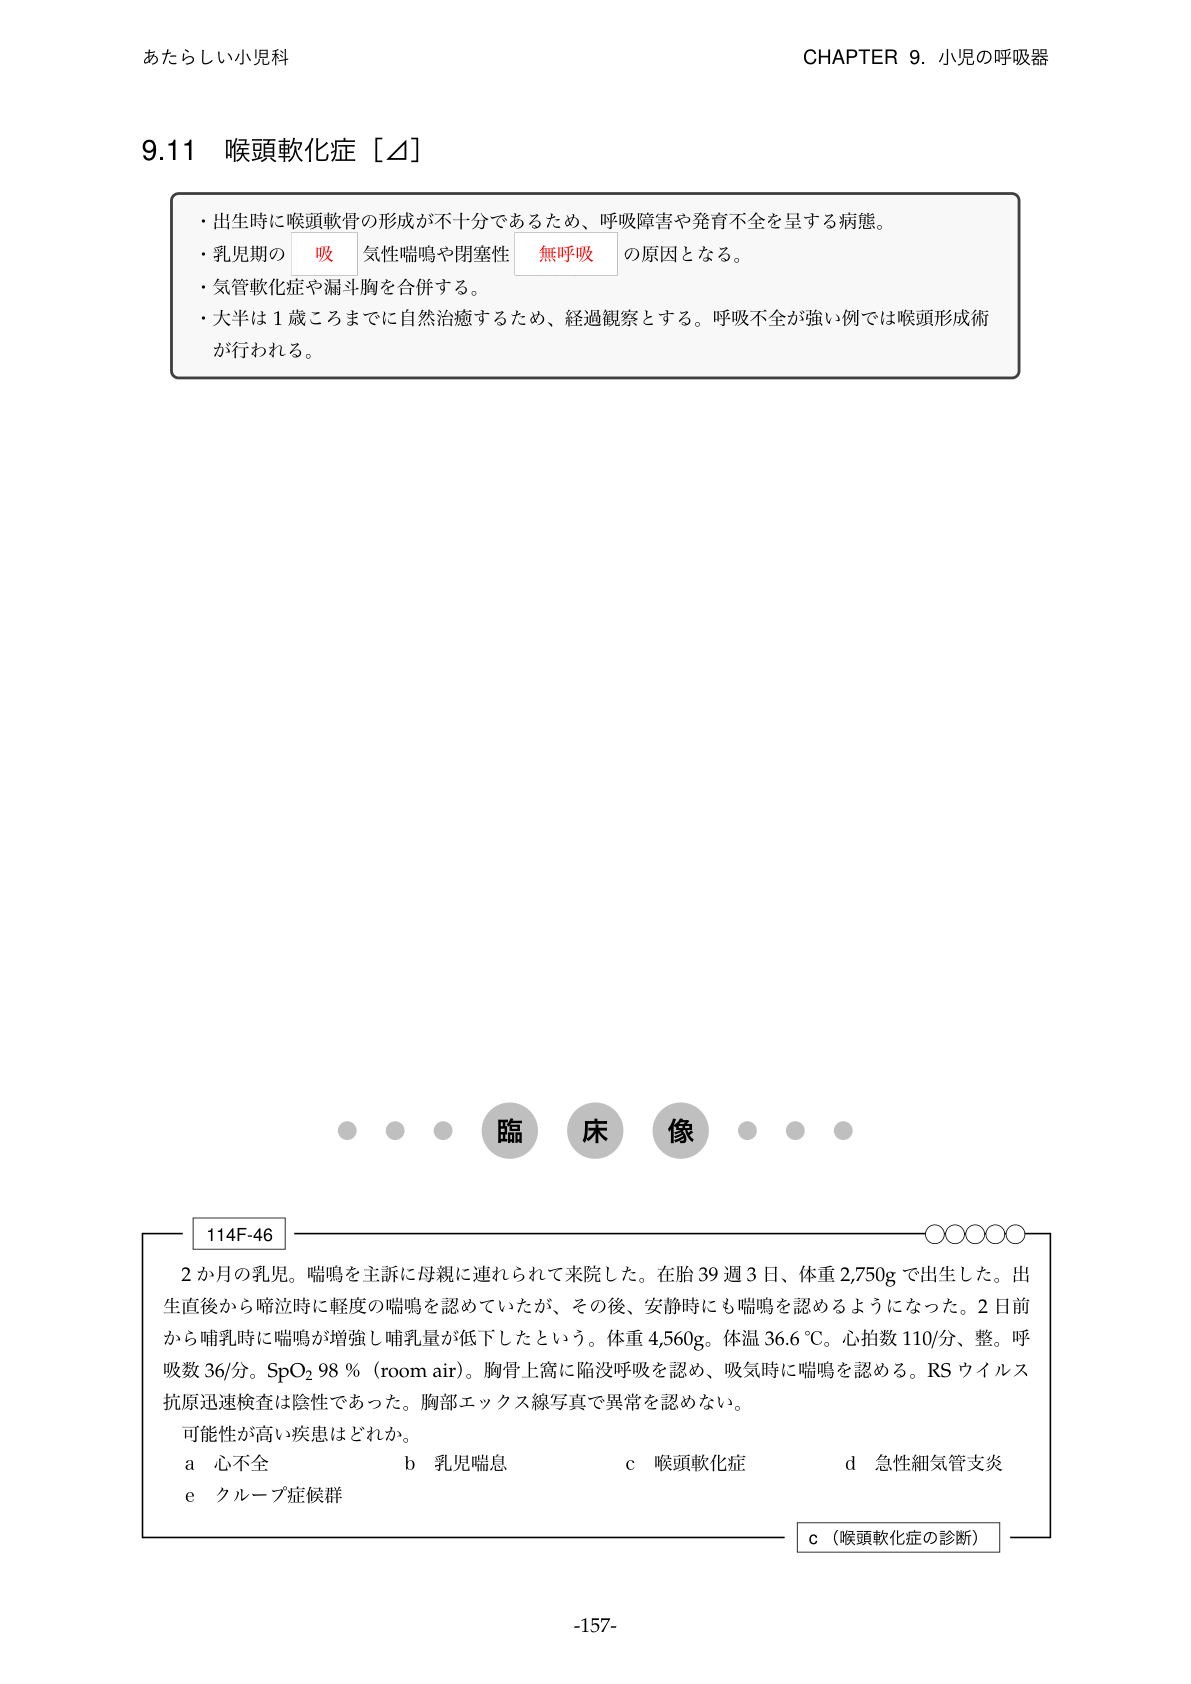 あたらしい小児科
CHAPTER 9. 小児の呼吸器
9.11 喉頭軟化症［⊿］
・出生時に喉頭軟骨の形成が不十分であるため、呼吸障害や発育不全を呈する病態。
・乳児期の 吸 気性喘鳴や閉塞性 無呼吸 の原因となる。
・気管軟化症や漏斗胸を合併する。
・大半は 1 歳ころまでに自然治癒するため、経過観察とする。呼吸不全が強い例では喉頭形成術
が行われる。
臨 床 像
114F-46
2 か月の乳児。喘鳴を主訴に母親に連れられて来院した。在胎 39 週 3 日、体重 2,750g で出生した。出
生直後から啼泣時に軽度の喘鳴を認めていたが、その後、安静時にも喘鳴を認めるようになった。2 日前
から哺乳時に喘鳴が増強し哺乳量が低下したという。体重 4,560g。体温 36.6 ℃。心拍数 110/分、整。呼
吸数 36/分。SpO₂ 98 %（room air）。胸骨上窩に陥没呼吸を認め、吸気時に喘鳴を認める。RS ウイルス
抗原迅速検査は陰性であった。胸部エックス線写真で異常を認めない。
可能性が高い疾患はどれか。
a 心不全 b 乳児喘息 c 喉頭軟化症 d 急性細気管支炎
e クループ症候群
c （喉頭軟化症の診断）
-157-